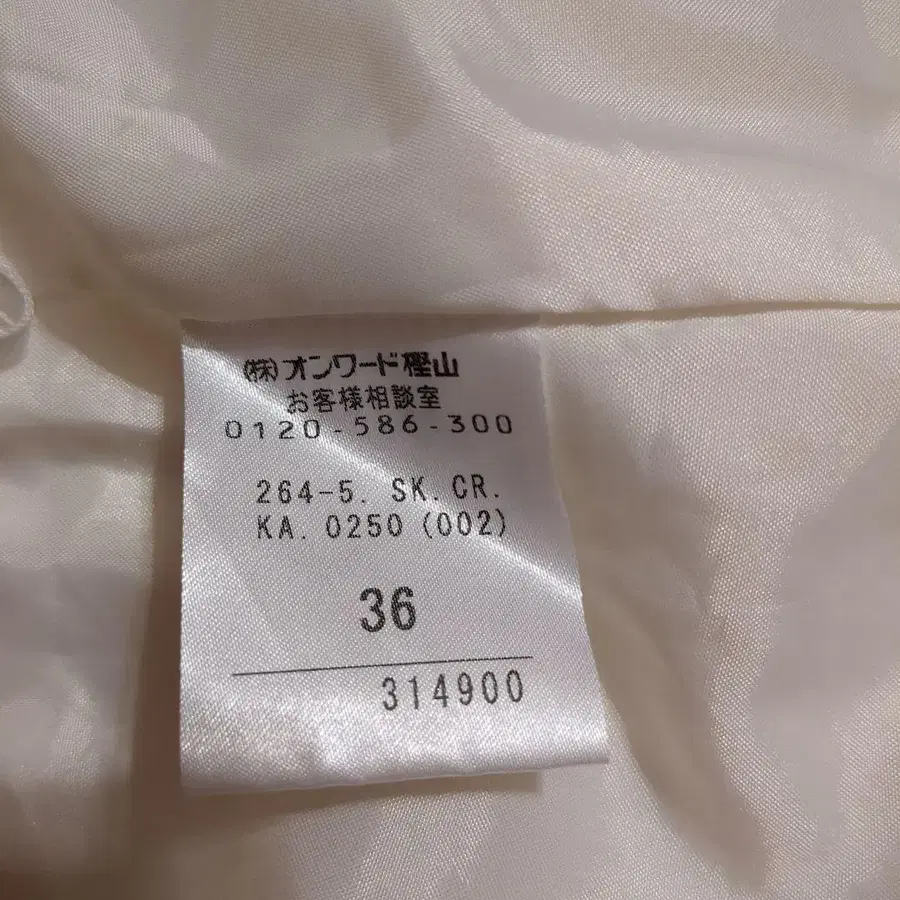 ㈱オンワード樫山
お客様相談室
0120-586-300
264-5. SK. CR.
KA. 0250 (002)
36
314900